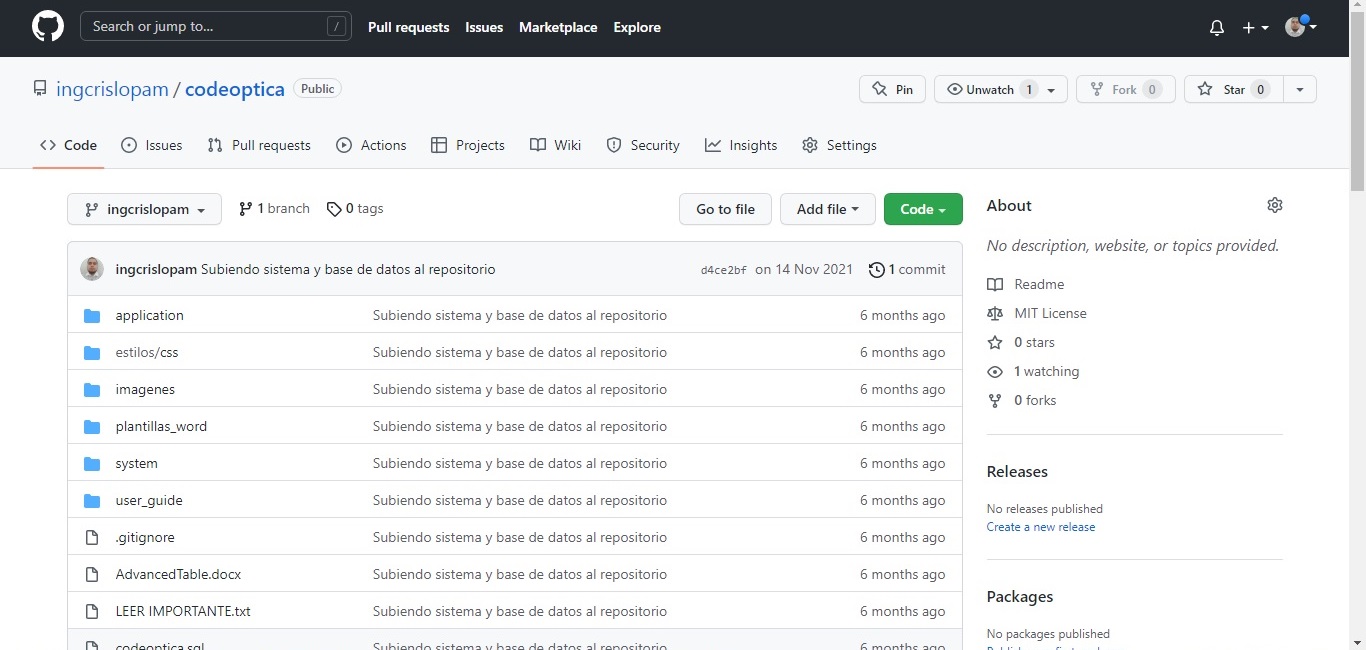 Search or jump to... / Pull requests Issues Marketplace Explore
ingcrislopam / codeoptica Public Pin Unwatch 1 Fork 0 Star 0
Code Issues Pull requests Actions Projects Wiki Security Insights Settings
ingcrislopam 1 branch 0 tags Go to file Add file Code
ingcrislopam Subiendo sistema y base de datos al repositorio d4ce2bf on 14 Nov 2021 1 commit
application Subiendo sistema y base de datos al repositorio 6 months ago
estilos/css Subiendo sistema y base de datos al repositorio 6 months ago
imagenes Subiendo sistema y base de datos al repositorio 6 months ago
plantillas_word Subiendo sistema y base de datos al repositorio 6 months ago
system Subiendo sistema y base de datos al repositorio 6 months ago
user_guide Subiendo sistema y base de datos al repositorio 6 months ago
.gitignore Subiendo sistema y base de datos al repositorio 6 months ago
AdvancedTable.docx Subiendo sistema y base de datos al repositorio 6 months ago
LEER IMPORTANTE.txt Subiendo sistema y base de datos al repositorio 6 months ago
codeoptica.sql Subiendo sistema y base de datos al repositorio 6 months ago
About
No description, website, or topics provided.
Readme
MIT License
0 stars
1 watching
0 forks
Releases
No releases published
Create a new release
Packages
No packages published